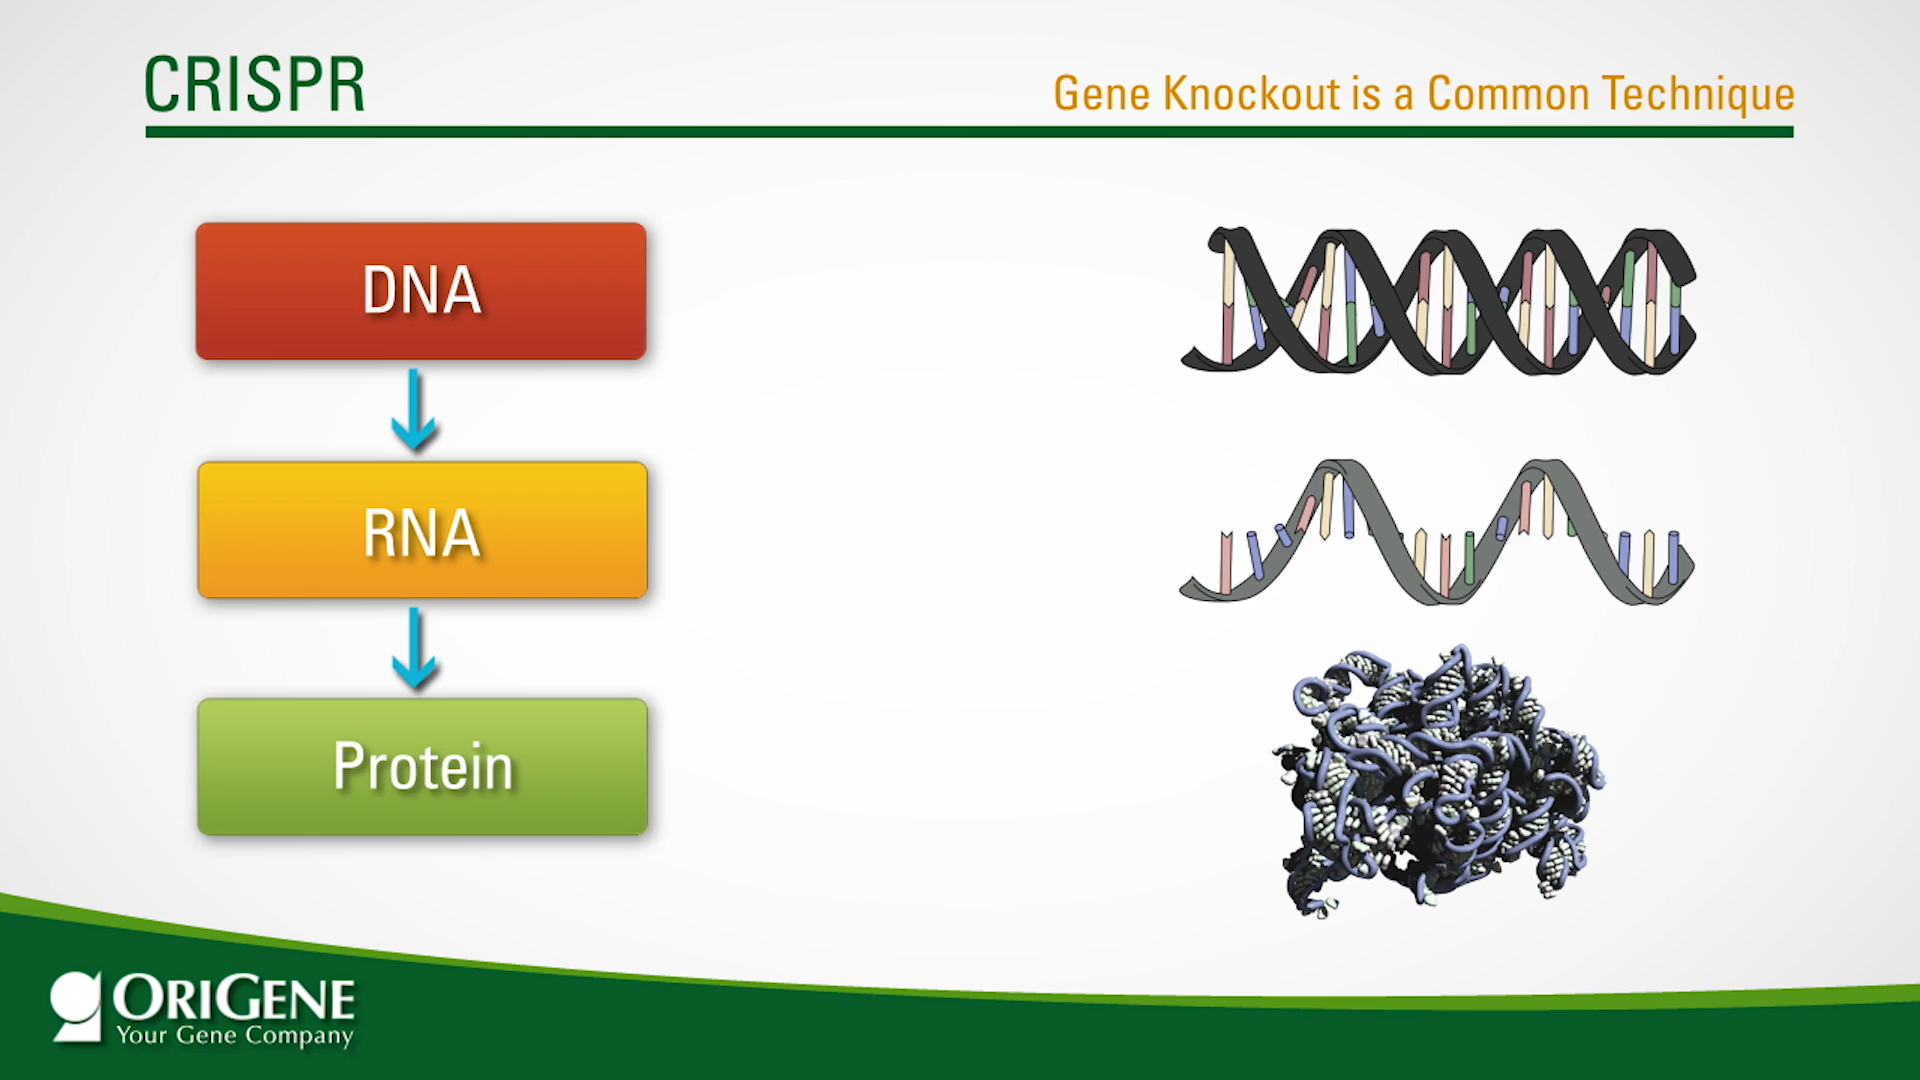 CRISPR
Gene Knockout is a Common Technique
DNA
RNA
Protein
ORIGENE
Your Gene Company